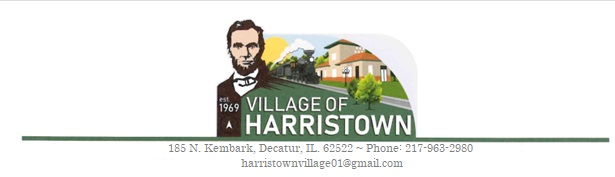 est.
1969
VILLAGE OF
HARRISTOWN
185 N. Kembark, Decatur, IL. 62522 ~ Phone: 217-963-2980
harristownvillage01@gmail.com